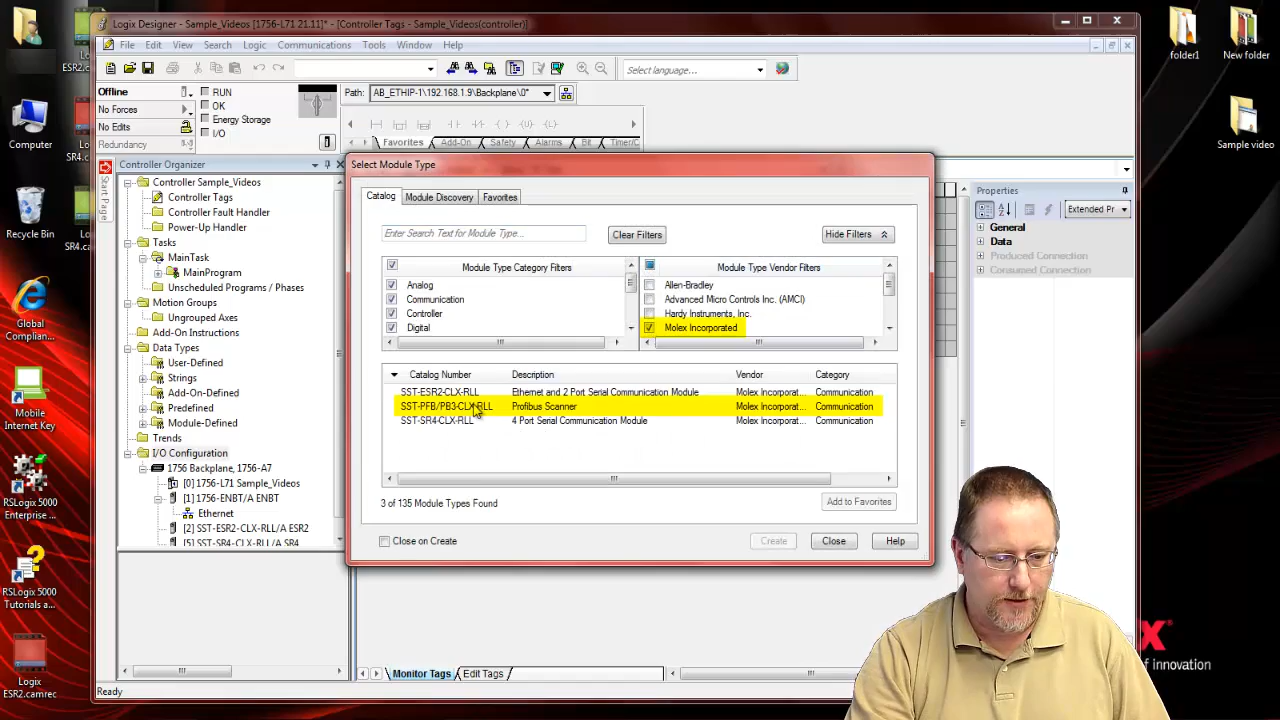 Logix Designer - Sample_Videos [1756-L71 21.11]* - [Controller Tags - Sample_Videos(controller)]
File Edit View Search Logic Communications Tools Window Help
Select language...
Offline
RUN
No Forces
OK
No Edits
Energy Storage
Redundancy
I/O
Path: AB_ETHIP-1\192.168.1.9\Backplane\0*
Favorites Add-On Safety Alarms Bit Timer/C
Controller Organizer
Start Page
Controller Sample_Videos
Controller Tags
Controller Fault Handler
Power-Up Handler
Tasks
MainTask
MainProgram
Unscheduled Programs / Phases
Motion Groups
Ungrouped Axes
Add-On Instructions
Data Types
User-Defined
Strings
Add-On-Defined
Predefined
Module-Defined
Trends
I/O Configuration
1756 Backplane, 1756-A7
[0] 1756-L71 Sample_Videos
[1] 1756-ENBT/A ENBT
Ethernet
[2] SST-ESR2-CLX-RLL/A ESR2
[5] SST-SR4-CLX-RLL/A SR4
Select Module Type
Catalog Module Discovery Favorites
Enter Search Text for Module Type...
Clear Filters
Hide Filters
Module Type Category Filters
Analog
Communication
Controller
Digital
Module Type Vendor Filters
Allen-Bradley
Advanced Micro Controls Inc. (AMCI)
Hardy Instruments, Inc.
Molex Incorporated
Catalog Number Description Vendor Category
SST-ESR2-CLX-RLL Ethernet and 2 Port Serial Communication Module Molex Incorporat... Communication
SST-PFB/PB3-CLX-RLL Profibus Scanner Molex Incorporat... Communication
SST-SR4-CLX-RLL 4 Port Serial Communication Module Molex Incorporat... Communication
3 of 135 Module Types Found
Add to Favorites
Close on Create
Create
Close
Help
Properties
Extended Pr
General
Data
Produced Connection
Consumed Connection
Monitor Tags Edit Tags
Ready
Computer
Recycle Bin
Global
Complian...
Mobile
Internet Key
RSLogix 5000
Enterprise ...
RSLogix 5000
Tutorials a...
Logix
ESR2.camrec
folder1
New folder
Sample video
of innovation